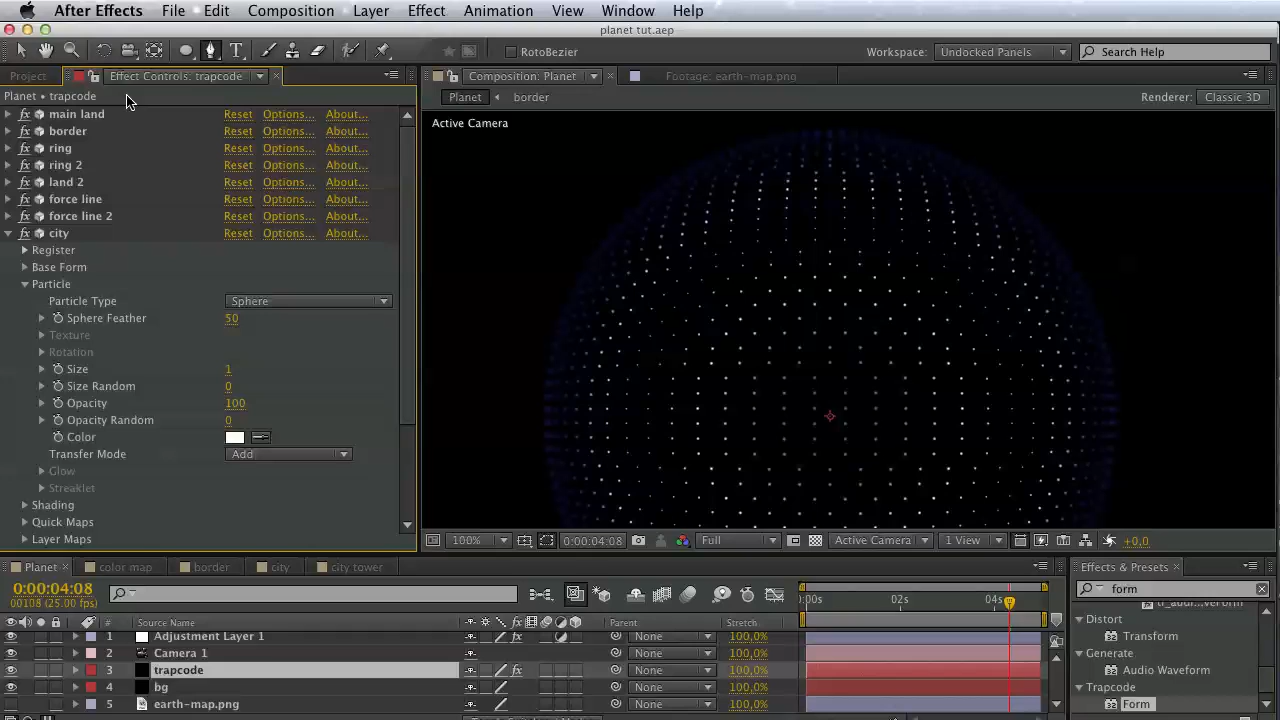 After Effects File Edit Composition Layer Effect Animation View Window Help
planet tut.aep
RotoBezier Workspace: Undocked Panels Search Help
Project Effect Controls: trapcode Composition: Planet Footage: earth-map.png
Planet • trapcode Planet border Renderer: Classic 3D
main land Reset Options... About...
Active Camera
border Reset Options... About...
ring Reset Options... About...
ring 2 Reset Options... About...
land 2 Reset Options... About...
force line Reset Options... About...
force line 2 Reset Options... About...
city Reset Options... About...
Register
Base Form
Particle
Particle Type Sphere
Sphere Feather 50
Texture
Rotation
Size 1
Size Random 0
Opacity 100
Opacity Random 0
Color
Transfer Mode Add
Glow
Streaklet
Shading
Quick Maps
Layer Maps
100% 0:00:04:08 Full Active Camera 1 View +0,0
Planet color map border city city tower Effects & Presets
0:00:04:08
00108 (25.00 fps)
form
:00s 02s 04s
# Source Name Parent Stretch
1 Adjustment Layer 1 None 100,0%
2 Camera 1 None 100,0%
3 trapcode None 100,0%
4 bg None 100,0%
5 earth-map.png None 100,0%
Distort
Transform
Generate
Audio Waveform
Trapcode
Form